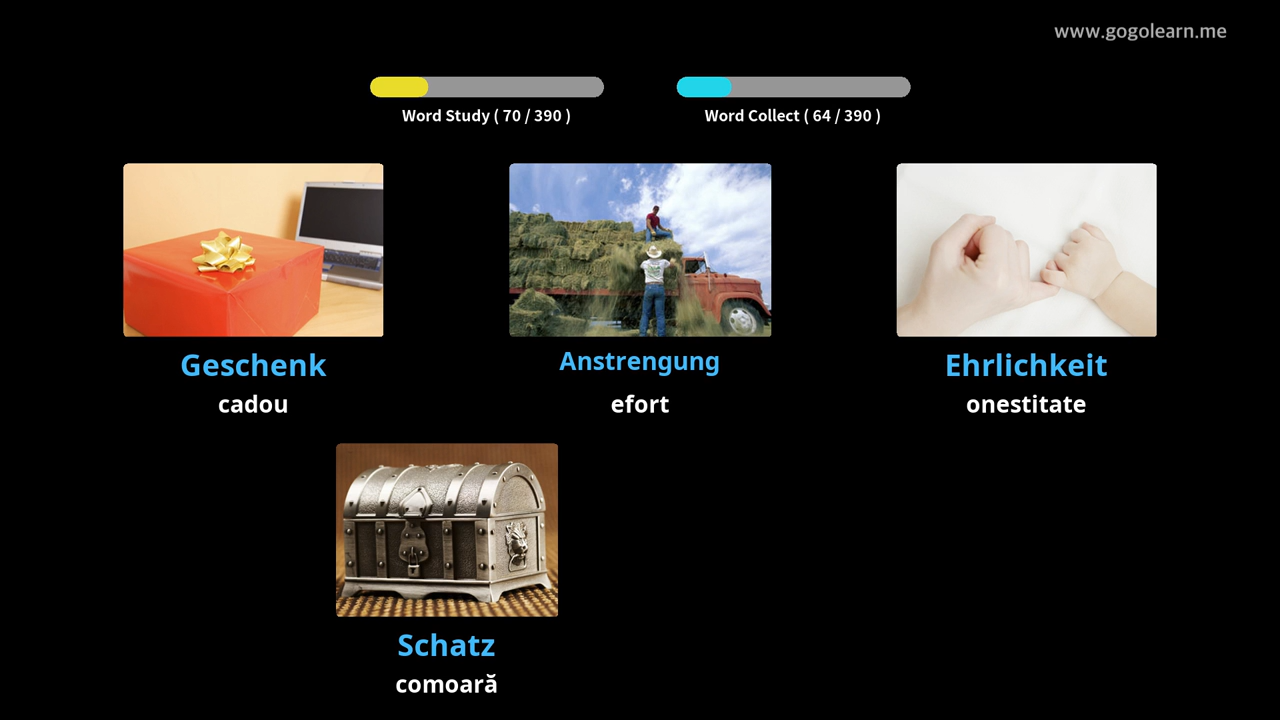 www.gogolearn.me
Word Study ( 70 / 390 )
Word Collect ( 64 / 390 )
Geschenk
Anstrengung
Ehrlichkeit
cadou
efort
onestitate
Schatz
comoară